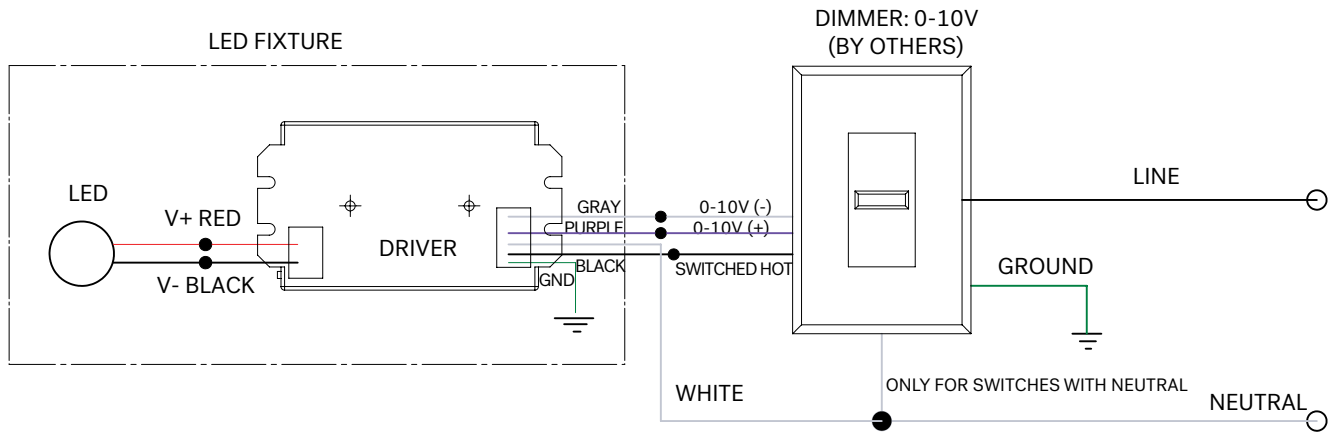 DIMMER: 0-10V
(BY OTHERS)
LED FIXTURE
LED
V+ RED
V- BLACK
DRIVER
GRAY
0-10V (-)
PURPLE
0-10V (+)
BLACK
SWITCHED HOT
GND
LINE
GROUND
WHITE
ONLY FOR SWITCHES WITH NEUTRAL
NEUTRAL